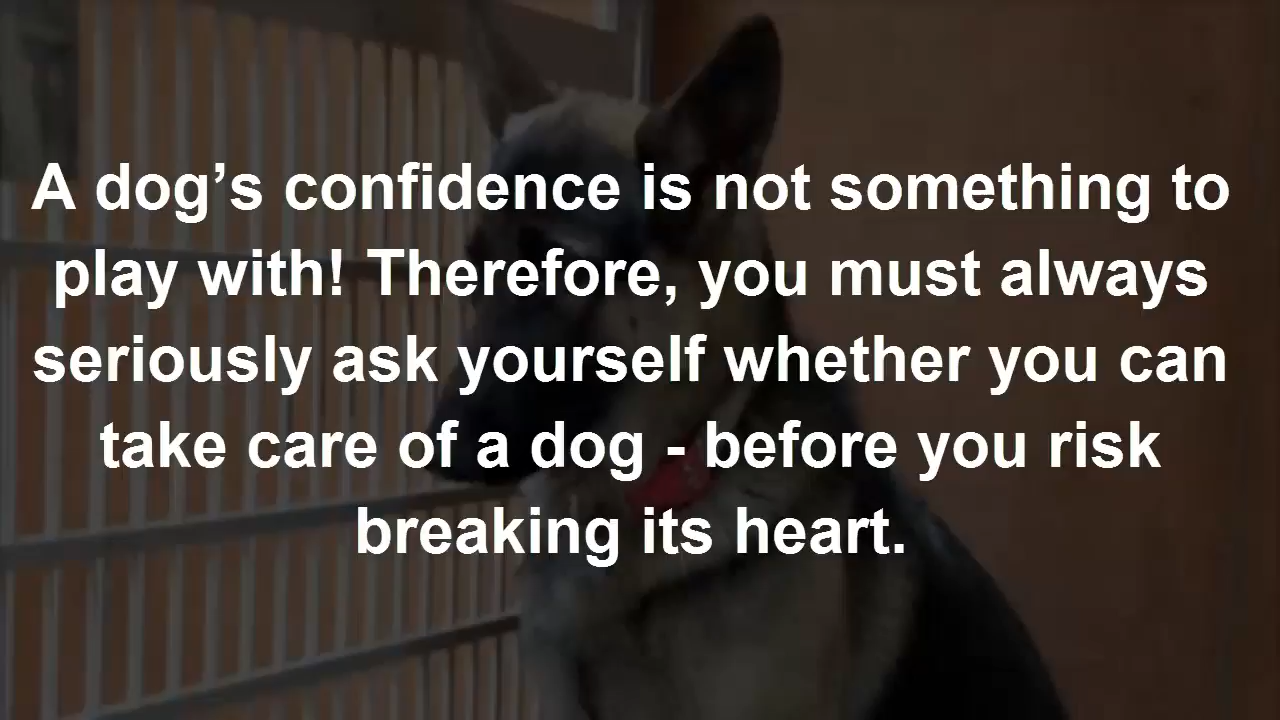 A dog’s confidence is not something to
play with! Therefore, you must always
seriously ask yourself whether you can
take care of a dog - before you risk
breaking its heart.